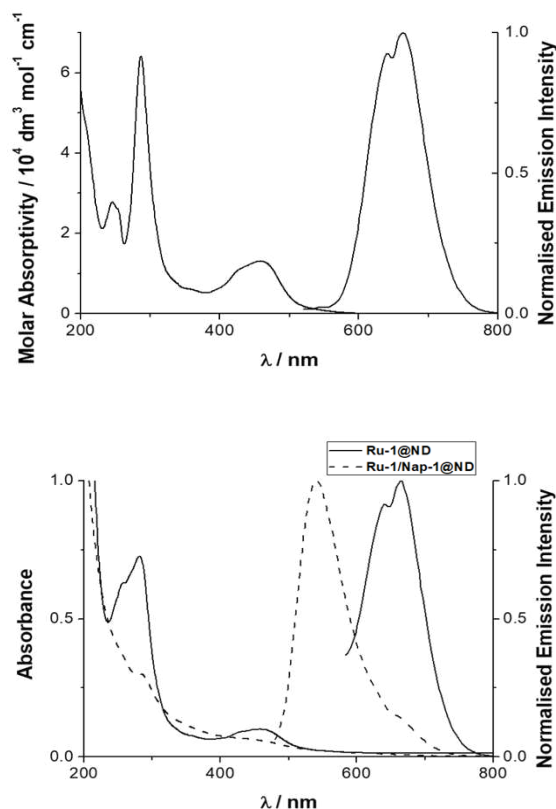 Molar Absorptivity / 10⁴ dm³ mol⁻¹ cm⁻¹
6
4
2
0
1.0
0.5
0.0
Normalised Emission Intensity
200 400 600 800
λ / nm
Ru-1@ND
Ru-1/Nap-1@ND
Absorbance
1.0
0.5
0.0
1.0
0.5
0.0
Normalised Emission Intensity
200 400 600 800
λ / nm